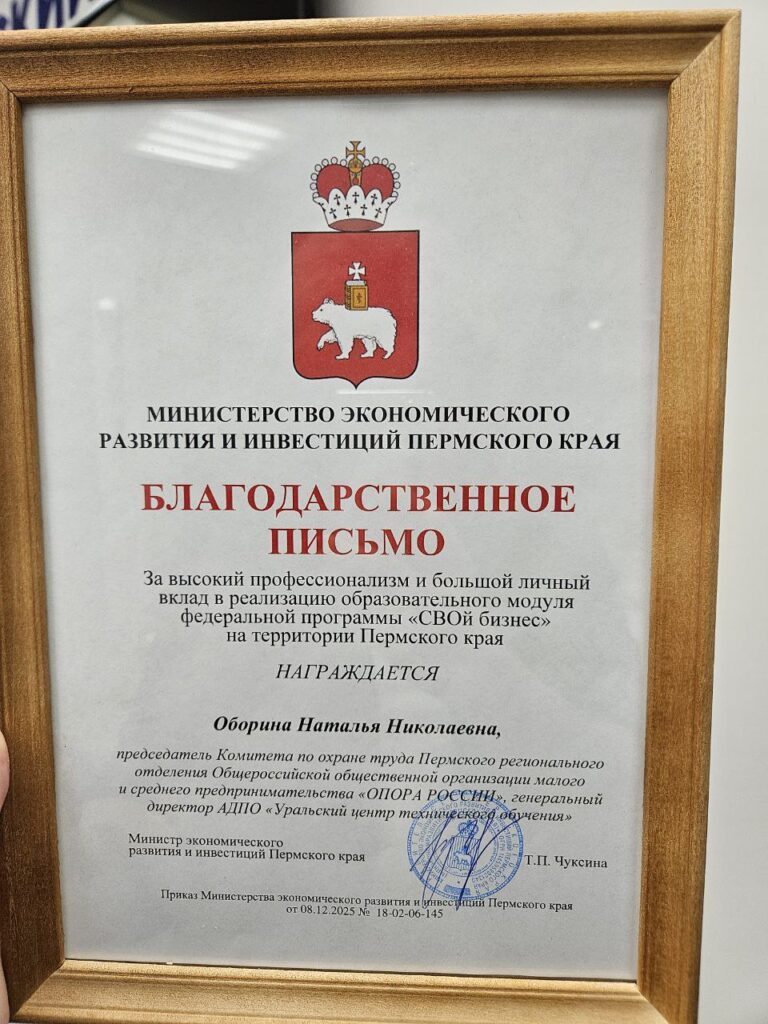 МИНИСТЕРСТВО ЭКОНОМИЧЕСКОГО
РАЗВИТИЯ И ИНВЕСТИЦИЙ ПЕРМСКОГО КРАЯ
БЛАГОДАРСТВЕННОЕ
ПИСЬМО
За высокий профессионализм и большой личный
вклад в реализацию образовательного модуля
федеральной программы «СВОй бизнес»
на территории Пермского края
НАГРАЖДАЕТСЯ
Оборина Наталья Николаевна,
председатель Комитета по охране труда Пермского регионального
отделения Общероссийской общественной организации малого
и среднего предпринимательства «ОПОРА РОССИИ», генеральный
директор АДПО «Уральский центр технического обучения»
Министр экономического
развития и инвестиций Пермского края
Т.П. Чуксина
Приказ Министерства экономического развития и инвестиций Пермского края
от 08.12.2025 № 18-02-06-145